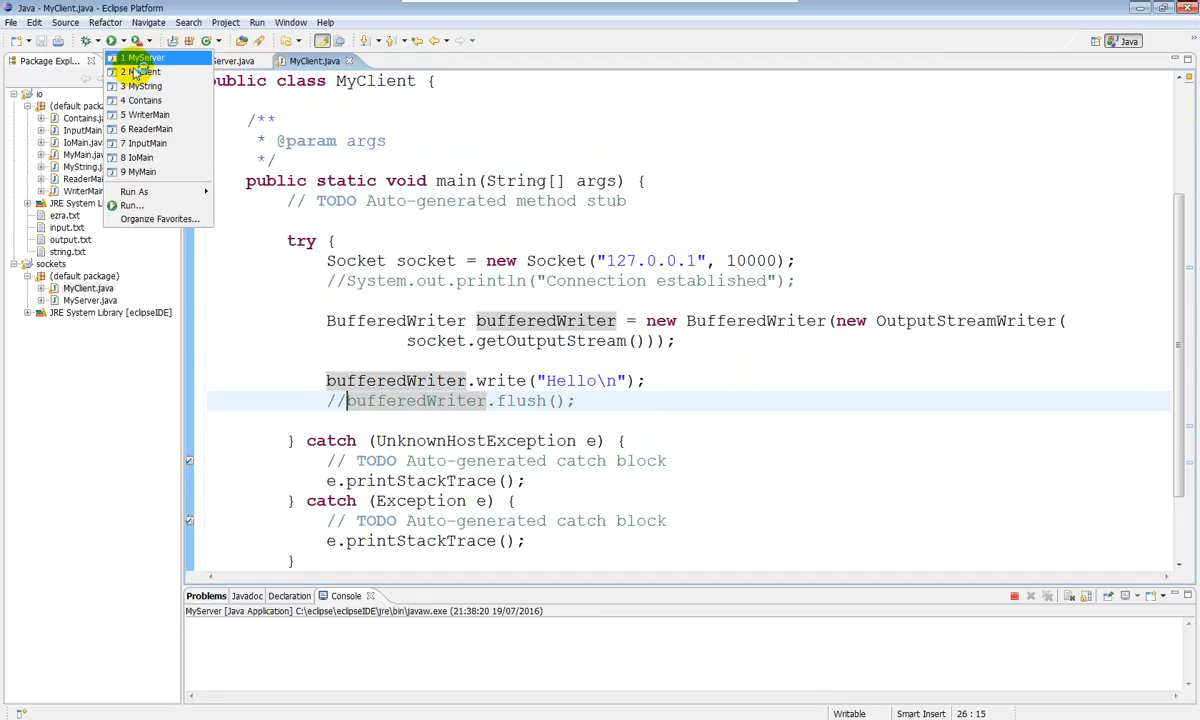 Java - MyClient.java - Eclipse Platform
File Edit Source Refactor Navigate Search Project Run Window Help
Java
Package Expl...
Server.java
MyClient.java
1 MyServer
2 MyClient
3 MyString
4 Contains
5 WriterMain
6 ReaderMain
7 InputMain
8 IoMain
9 MyMain
Run As
Run...
Organize Favorites...
io
(default packa
Contains.ja
InputMain
IoMain.jav
MyMain.jav
MyString.j
ReaderMai
WriterMain
JRE System L
ezra.txt
input.txt
output.txt
string.txt
sockets
(default package)
MyClient.java
MyServer.java
JRE System Library [eclipseIDE]
public class MyClient {
/**
* @param args
*/
public static void main(String[] args) {
// TODO Auto-generated method stub
try {
Socket socket = new Socket("127.0.0.1", 10000);
//System.out.println("Connection established");
BufferedWriter bufferedWriter = new BufferedWriter(new OutputStreamWriter(
socket.getOutputStream()));
bufferedWriter.write("Hello\n");
//bufferedWriter.flush();
} catch (UnknownHostException e) {
// TODO Auto-generated catch block
e.printStackTrace();
} catch (Exception e) {
// TODO Auto-generated catch block
e.printStackTrace();
}
Problems Javadoc Declaration Console
MyServer [Java Application] C:\eclipse\eclipseIDE\jre\bin\javaw.exe (21:38:20 19/07/2016)
Writable Smart Insert 26 : 15